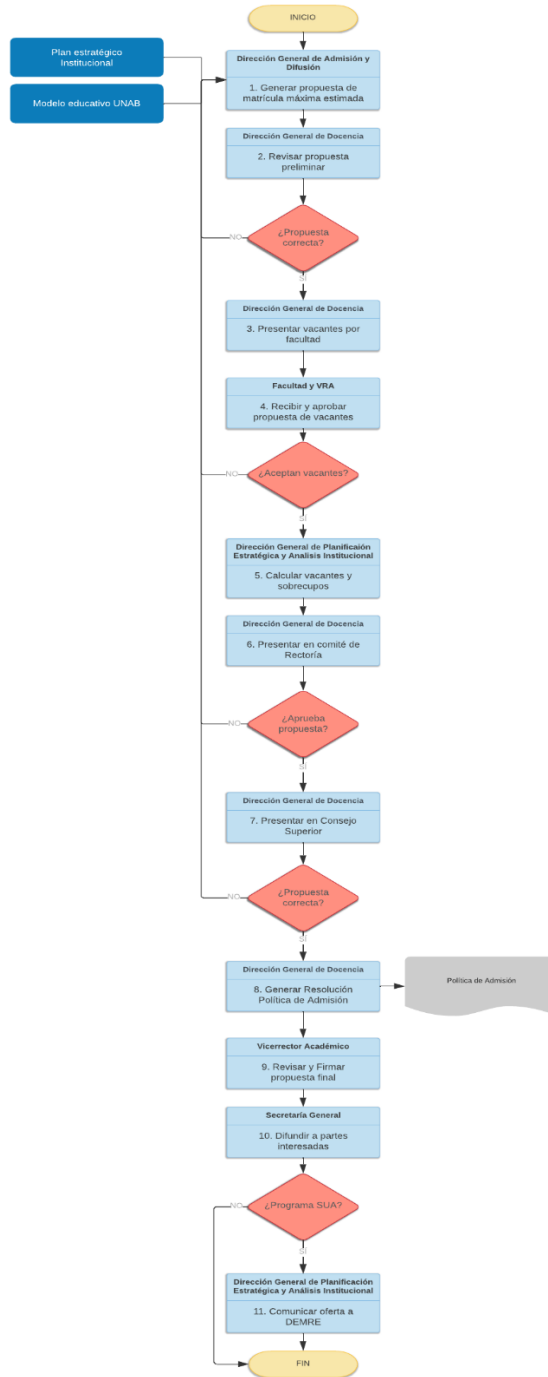 INICIO
Plan estratégico
Institucional
Modelo educativo UNAB
Dirección General de Admisión y
Difusión
1. Generar propuesta de
matrícula máxima estimada
Dirección General de Docencia
2. Revisar propuesta
preliminar
¿Propuesta
correcta?
NO
SI
Dirección General de Docencia
3. Presentar vacantes por
facultad
Facultad y VRA
4. Recibir y aprobar
propuesta de vacantes
¿Aceptan vacantes?
NO
SI
Dirección General de Planificaión
Estratégica y Analisis Institucional
5. Calcular vacantes y
sobrecupos
Dirección General de Docencia
6. Presentar en comité de
Rectoría
¿Aprueba
propuesta?
NO
SI
Dirección General de Docencia
7. Presentar en Consejo
Superior
¿Propuesta
correcta?
NO
SI
Dirección General de Docencia
8. Generar Resolución
Política de Admisión
Política de Admisión
Vicerrector Académico
9. Revisar y Firmar
propuesta final
Secretaría General
10. Difundir a partes
interesadas
¿Programa SUA?
NO
SI
Dirección General de Planificación
Estratégica y Análisis Institucional
11. Comunicar oferta a
DEMRE
FIN